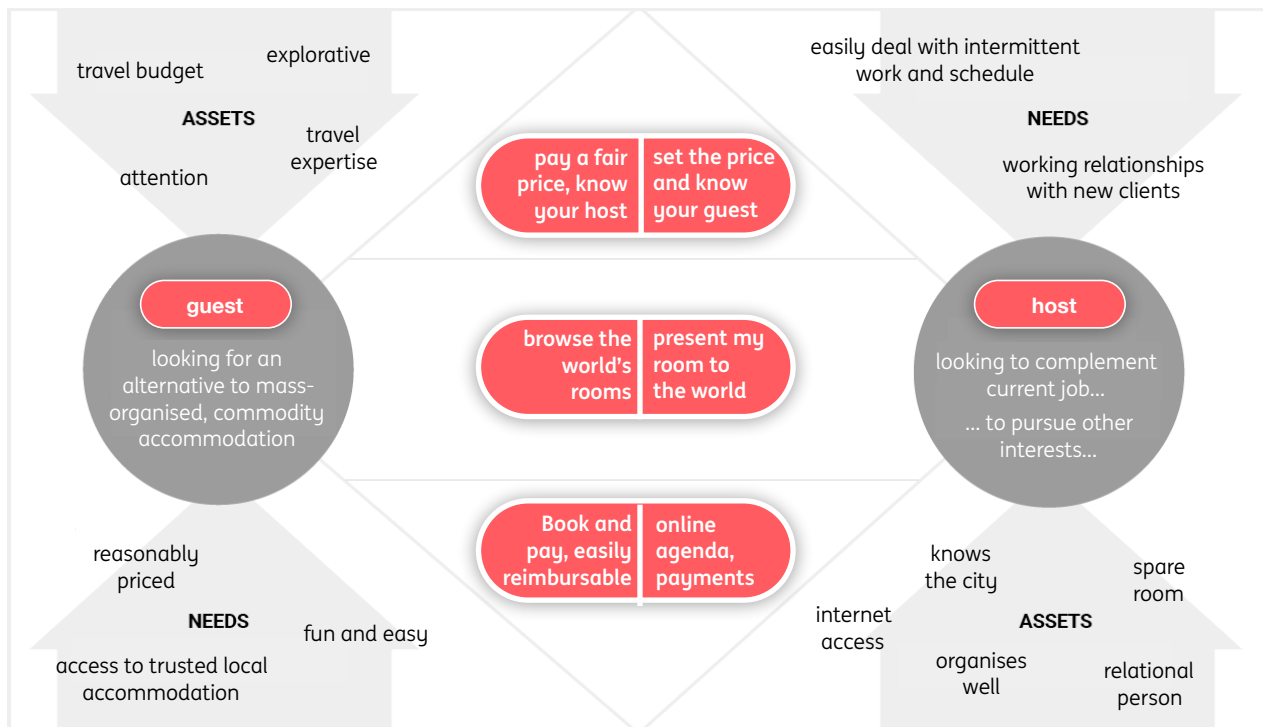 travel budget
explorative
ASSETS
travel
expertise
attention
guest
looking for an
alternative to mass-
organised, commodity
accommodation
reasonably
priced
NEEDS
fun and easy
access to trusted local
accommodation
pay a fair
price, know
your host
set the price
and know
your guest
browse the
world's
rooms
present my
room to
the world
Book and
pay, easily
reimbursable
online
agenda,
payments
easily deal with intermittent
work and schedule
NEEDS
working relationships
with new clients
host
looking to complement
current job...
... to pursue other
interests...
knows
the city
spare
room
internet
access
ASSETS
organises
well
relational
person